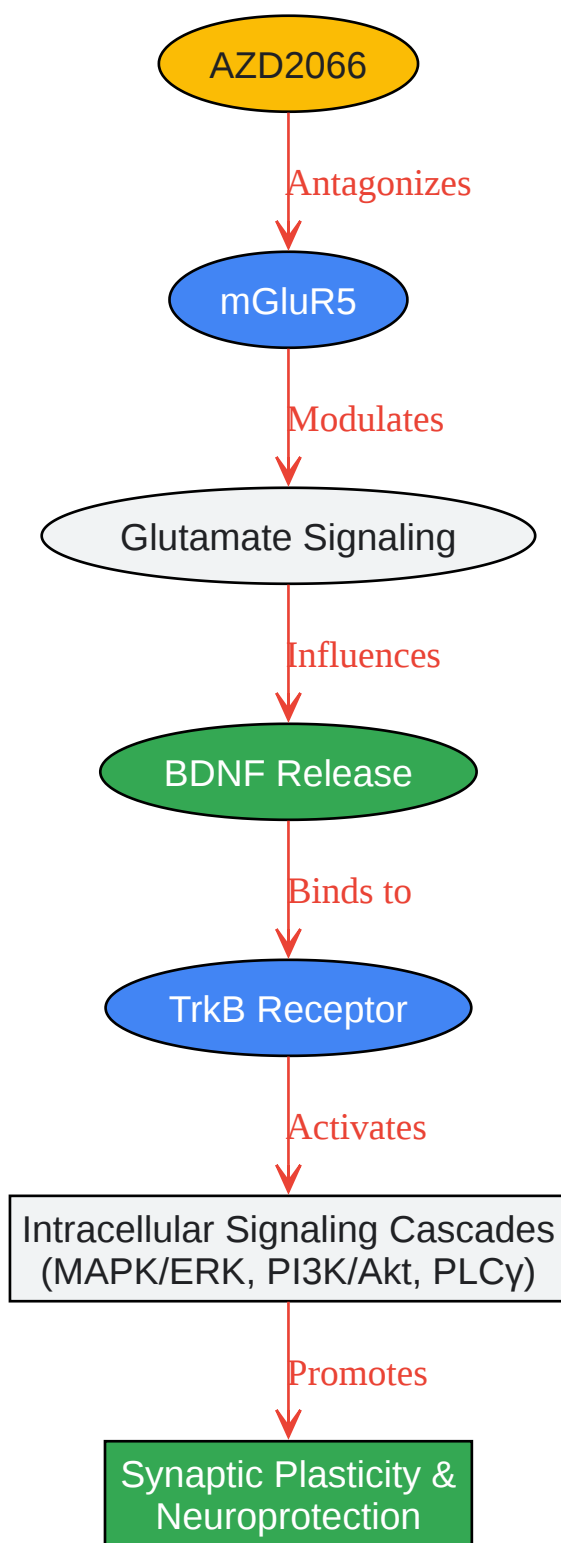 AZD2066
Antagonizes
mGluR5
Modulates
Glutamate Signaling
Influences
BDNF Release
Binds to
TrkB Receptor
Activates
Intracellular Signaling Cascades
(MAPK/ERK, PI3K/Akt, PLCγ)
Promotes
Synaptic Plasticity &
Neuroprotection